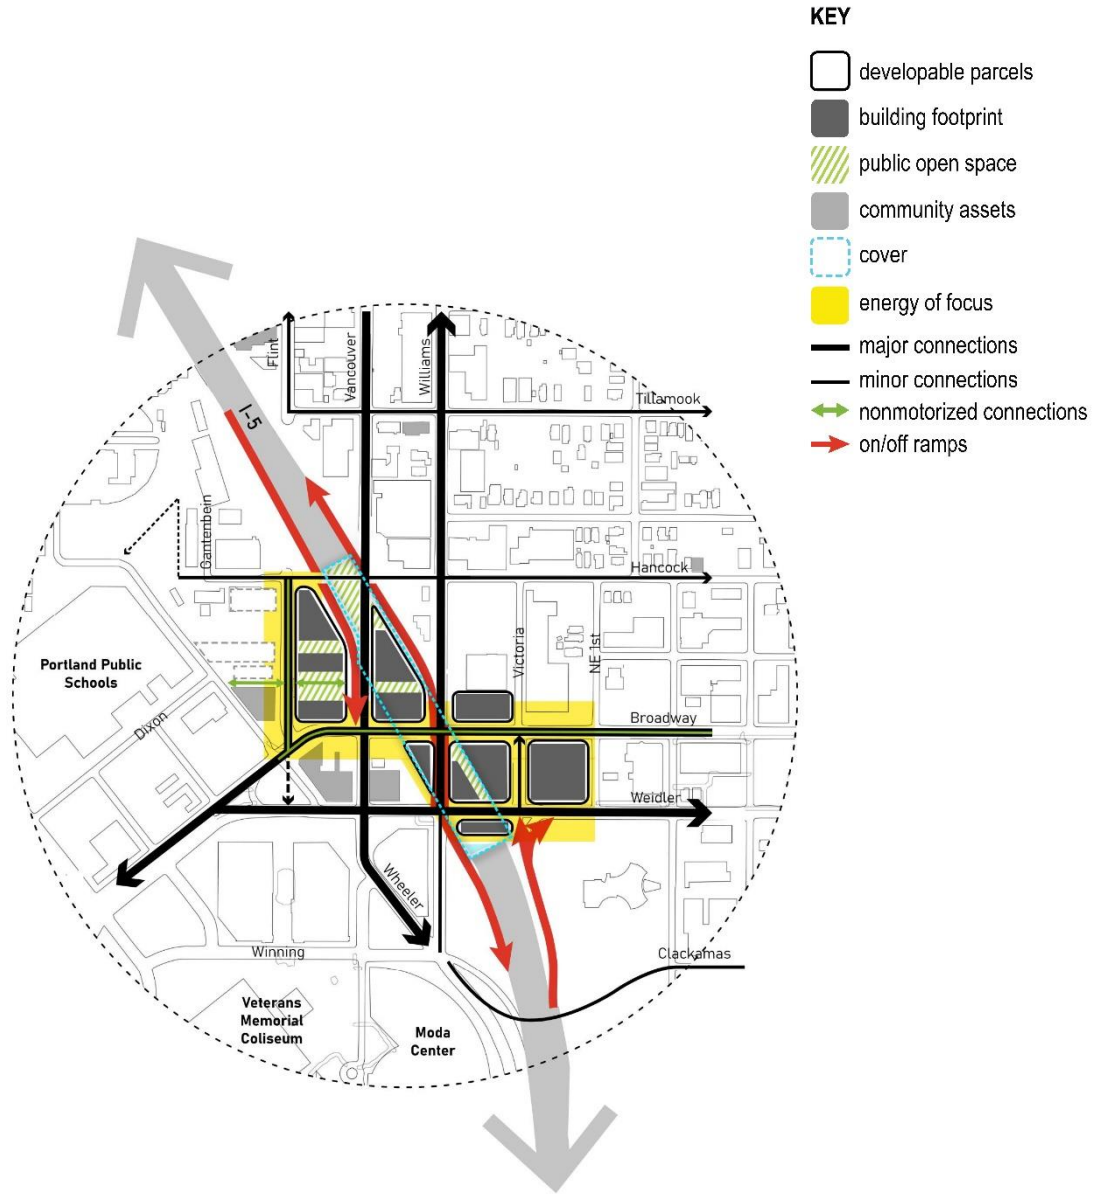 KEY
developable parcels
building footprint
public open space
community assets
cover
energy of focus
major connections
minor connections
nonmotorized connections
on/off ramps
Flint
Vancouver
Williams
Tillamook
I-5
Gantenbein
Hancock
Victoria
NE 1st
Portland Public
Schools
Dixon
Broadway
Weidler
Wheeler
Winning
Clackamas
Veterans
Memorial
Coliseum
Moda
Center